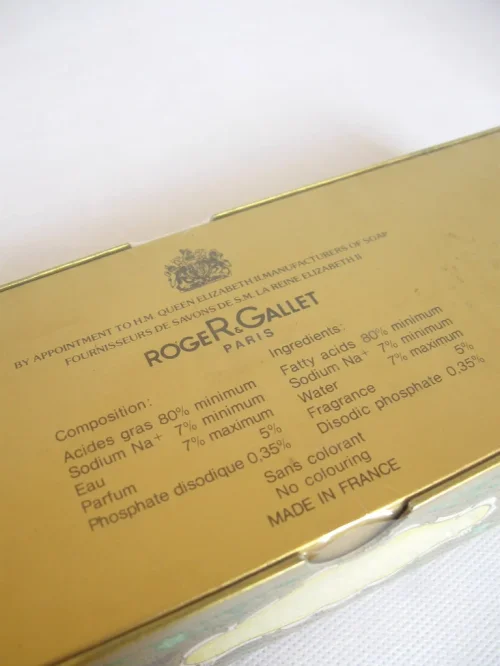 BY APPOINTMENT TO H.M. QUEEN ELIZABETH II MANUFACTURERS OF SOAP
FOURNISSEURS DE SAVONS DE S.M. LA REINE ELIZABETH II
ROGER & GALLET
PARIS
Composition:
Acides gras 80% minimum
Sodium Na+ 7% minimum
Eau 7% maximum
Parfum 5%
Phosphate disodique 0,35%
Ingredients:
Fatty acids 80% minimum
Sodium Na+ 7% minimum
Water 7% maximum
Fragrance 5%
Disodic phosphate 0.35%
Sans colorant
No colouring
MADE IN FRANCE